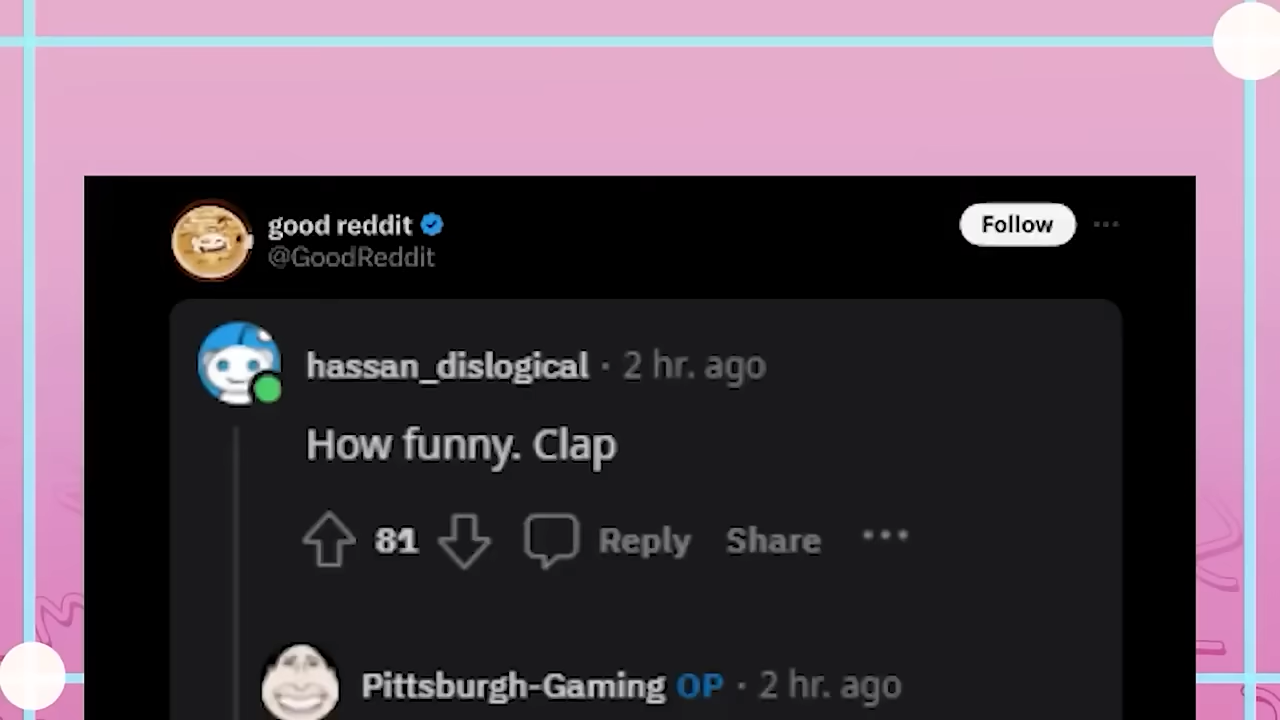 good reddit
@GoodReddit
Follow
hassan_dislogical · 2 hr. ago
How funny. Clap
81 Reply Share
Pittsburgh-Gaming OP · 2 hr. ago